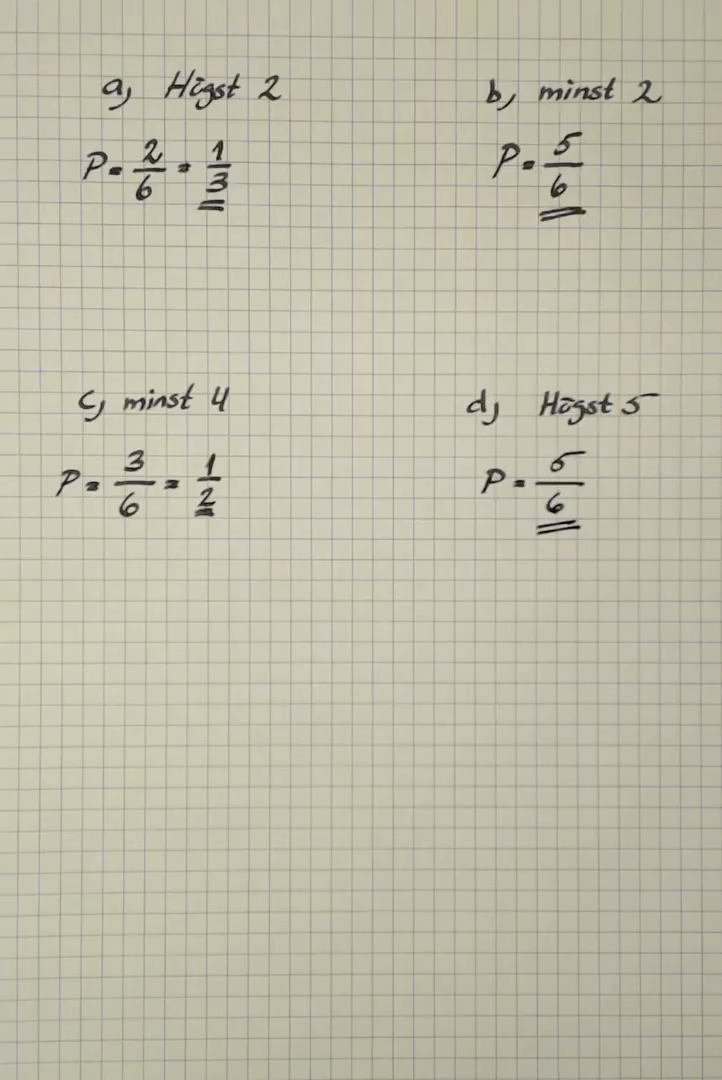 a, Högst 2
P = 2/6 = 1/3
b, minst 2
P = 5/6
c, minst 4
P = 3/6 = 1/2
d, Högst 5
P = 5/6